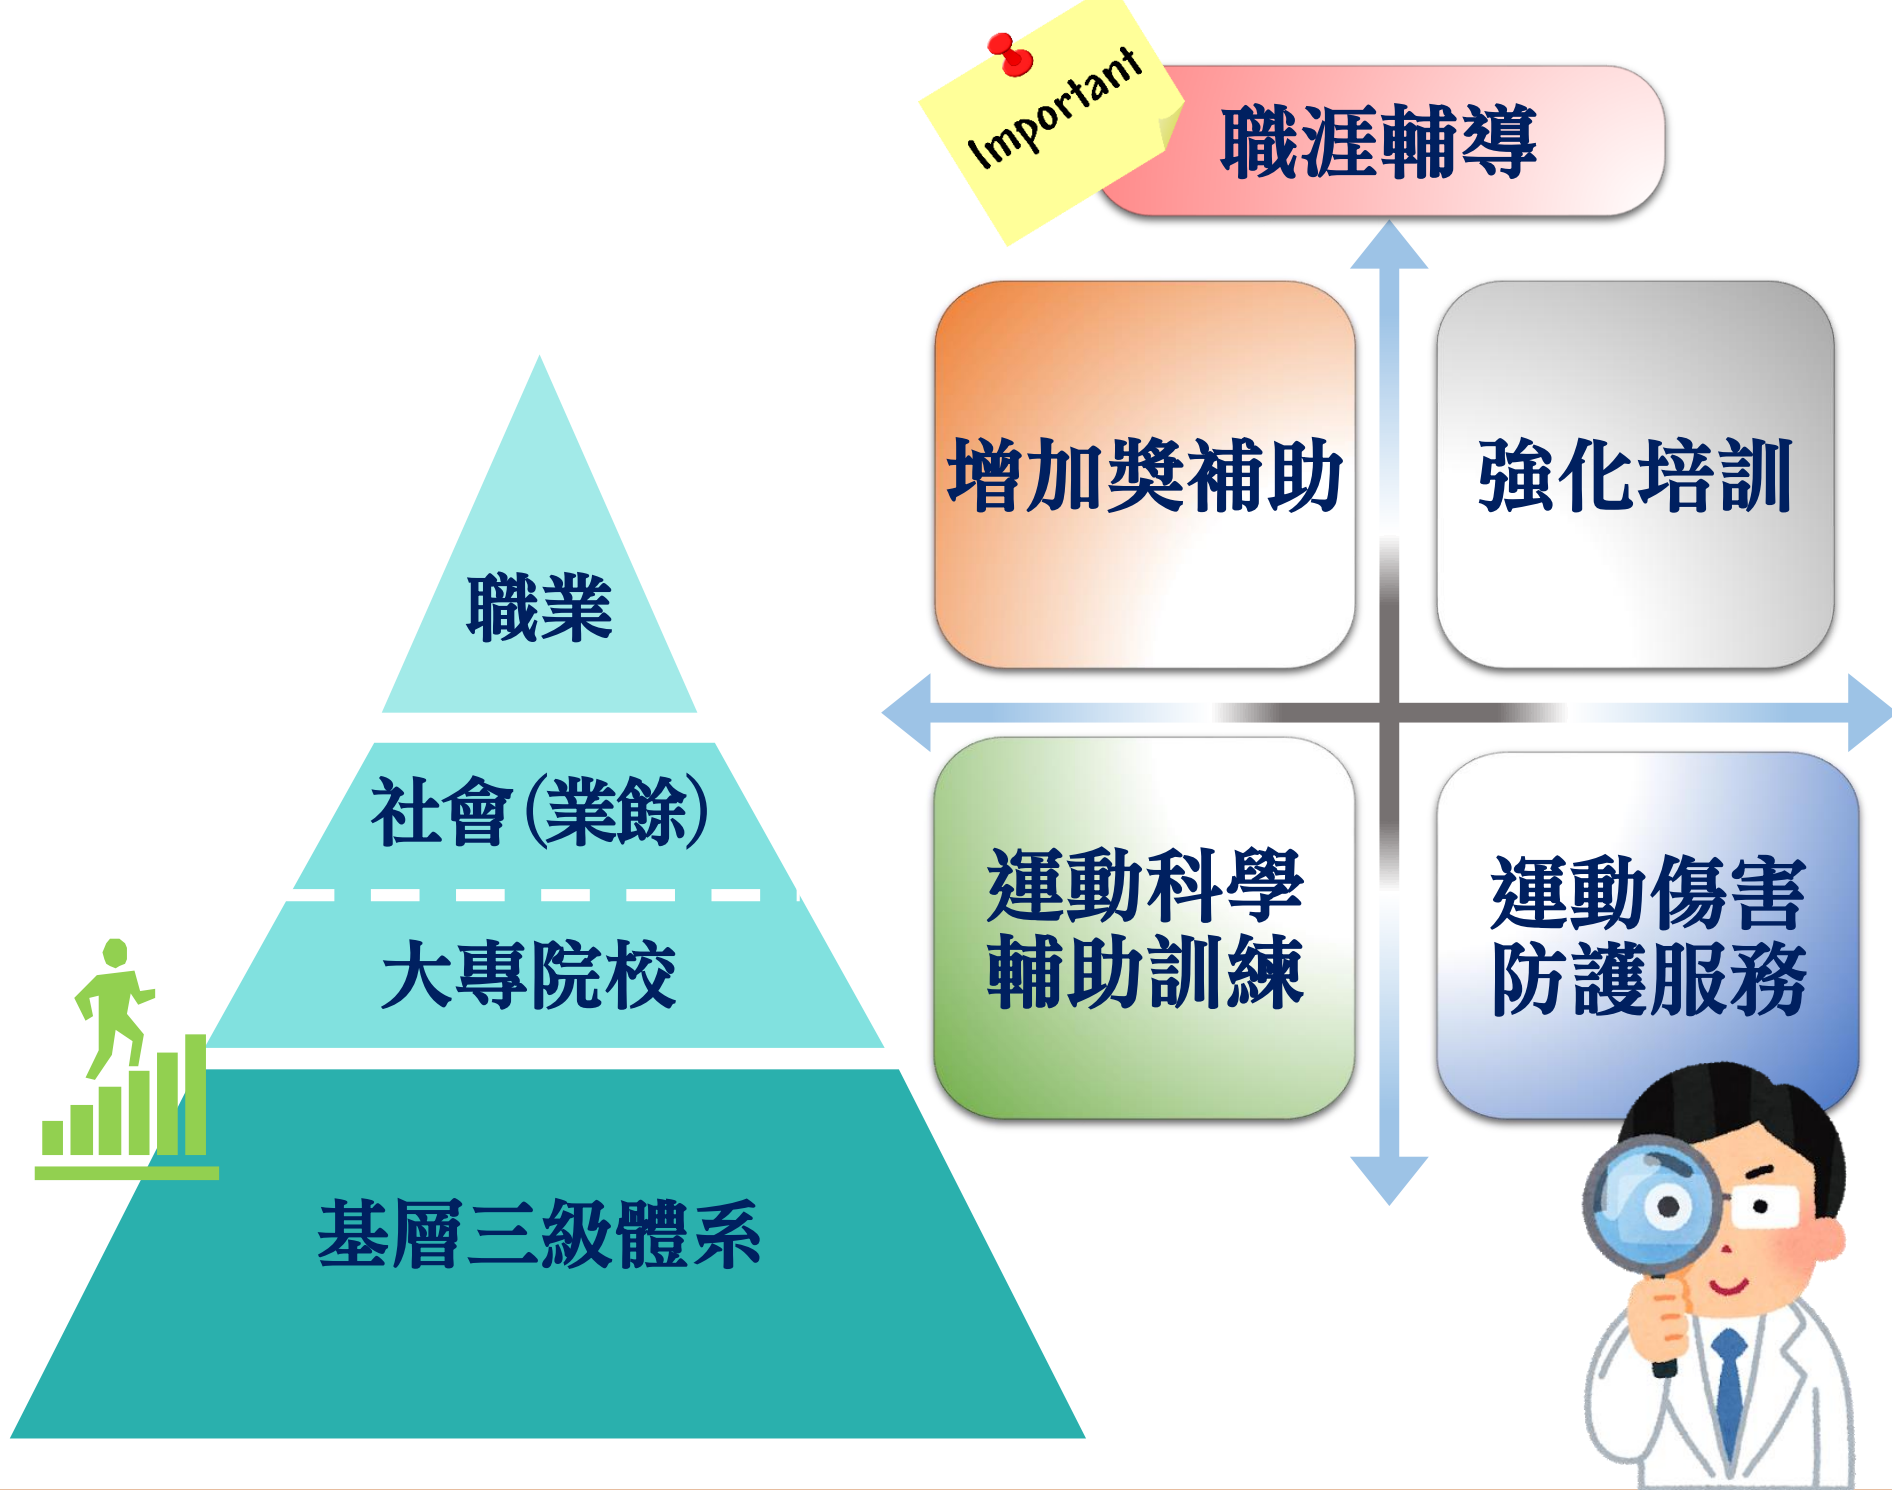 Important
職涯輔導
增加獎補助
強化培訓
運動科學
輔助訓練
運動傷害
防護服務
職業
社會(業餘)
大專院校
基層三級體系